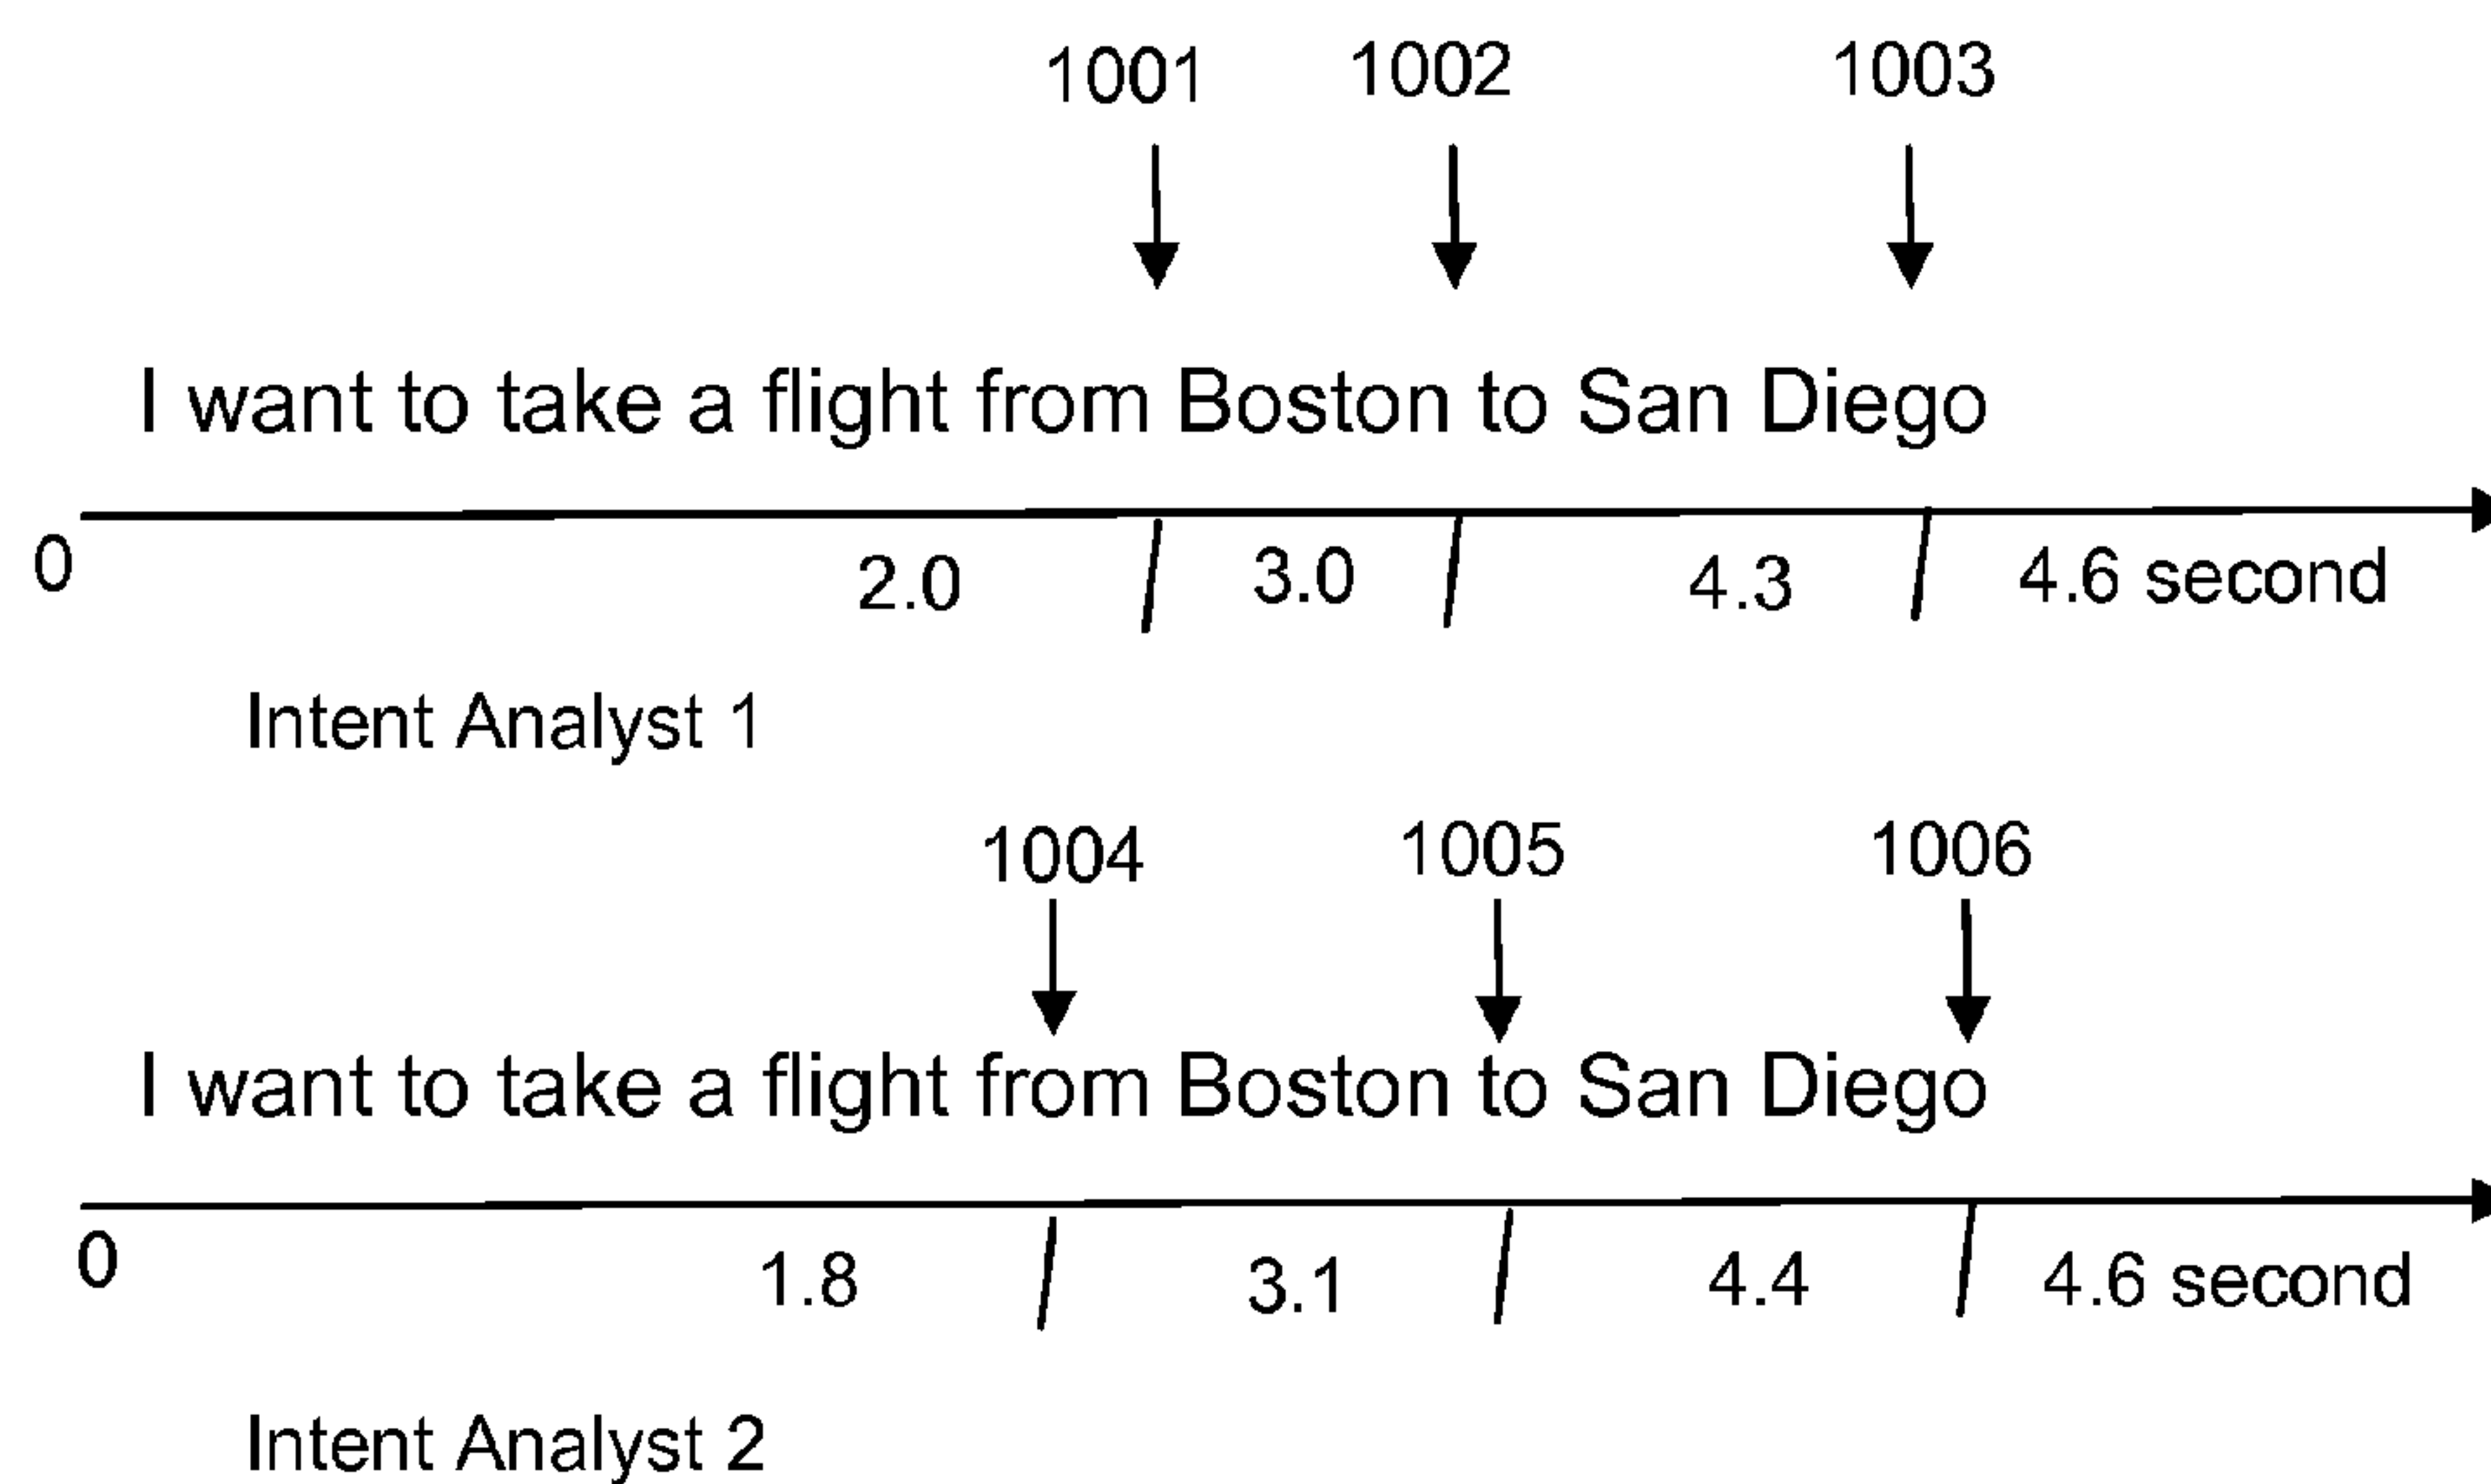 1001 1002 1003
I want to take a flight from Boston to San Diego
0 2.0 3.0 4.3 4.6 second
Intent Analyst 1
1004 1005 1006
I want to take a flight from Boston to San Diego
0 1.8 3.1 4.4 4.6 second
Intent Analyst 2